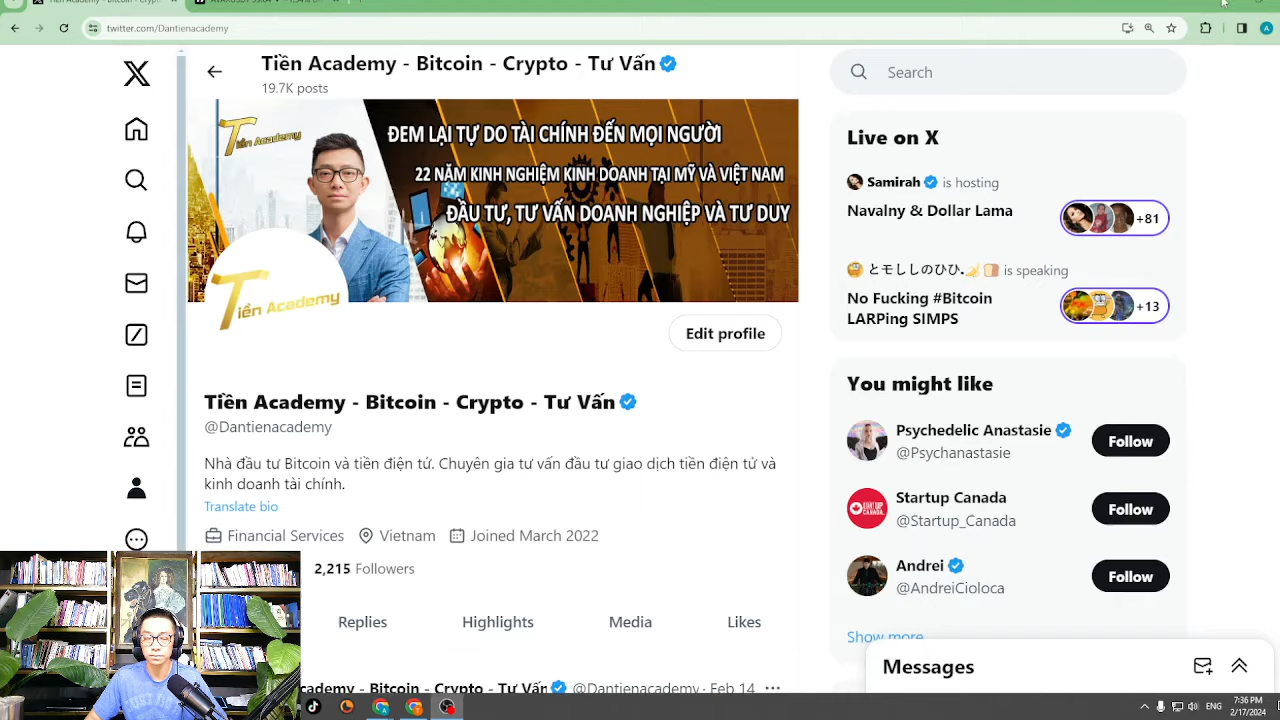 twitter.com/Dantienacademy
Tiền Academy - Bitcoin - Crypto - Tư Vấn
19.7K posts
Tiền Academy
ĐEM LẠI TỰ DO TÀI CHÍNH ĐẾN MỌI NGƯỜI
22 NĂM KINH NGHIỆM KINH DOANH TẠI MỸ VÀ VIỆT NAM
ĐẦU TƯ, TƯ VẤN DOANH NGHIỆP VÀ TƯ DUY
Tiền Academy
Edit profile
Tiền Academy - Bitcoin - Crypto - Tư Vấn
@Dantienacademy
Nhà đầu tư Bitcoin và tiền điện tử. Chuyên gia tư vấn đầu tư giao dịch tiền điện tử và
kinh doanh tài chính.
Translate bio
Financial Services
Vietnam
Joined March 2022
2,215 Followers
Replies
Highlights
Media
Likes
cademy - Bitcoin - Crypto - Tư Vấn @Dantienacademy · Feb 14
Search
Live on X
Samirah is hosting
Navalny & Dollar Lama
+81
とモししのひひ. is speaking
No Fucking #Bitcoin
LARPing SIMPS
+13
You might like
Psychedelic Anastasie
@Psychanastasie
Follow
Startup Canada
@Startup_Canada
Follow
Andrei
@AndreiCioloca
Follow
Show more
Messages
ENG
7:36 PM
2/17/2024